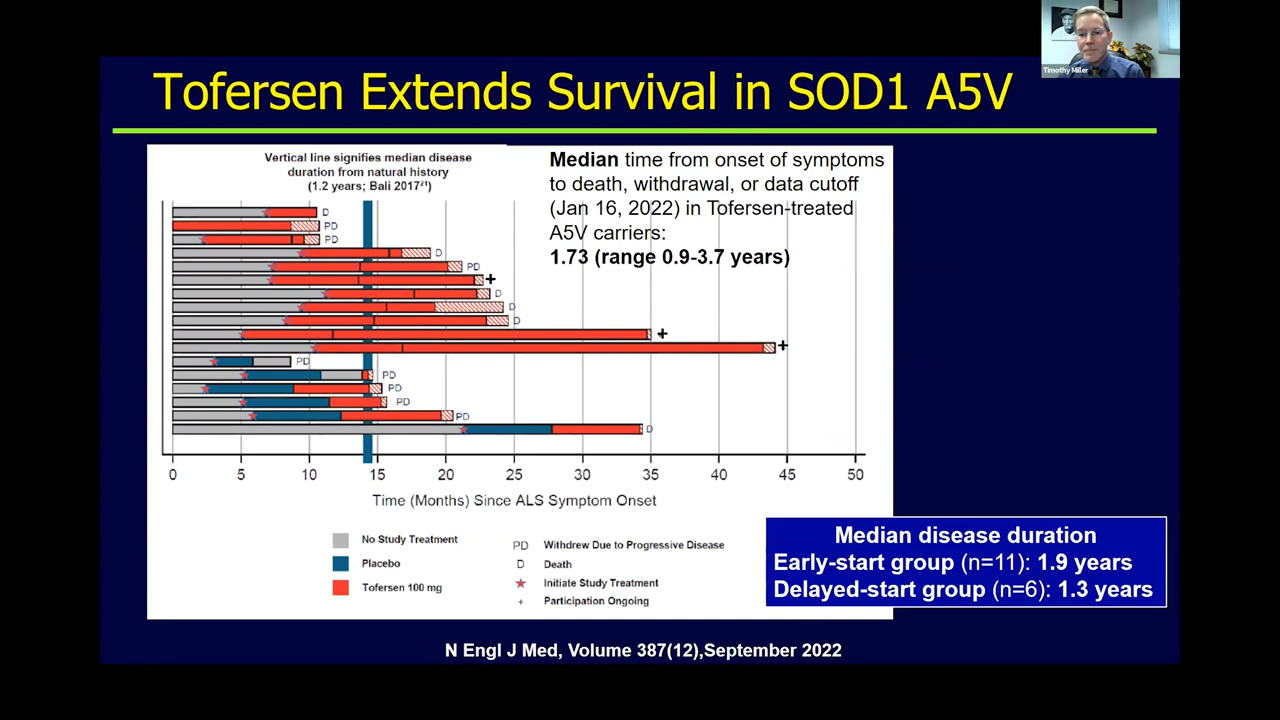 Timothy Miller
Tofersen Extends Survival in SOD1 A5V
Vertical line signifies median disease
duration from natural history
(1.2 years; Bali 2017²¹)
Median time from onset of symptoms
to death, withdrawal, or data cutoff
(Jan 16, 2022) in Tofersen-treated
A5V carriers:
1.73 (range 0.9-3.7 years)
D
PD
PD
D
PD
+
D
D
D
+
+
PD
PD
PD
PD
PD
D
0 5 10 15 20 25 30 35 40 45 50
Time (Months) Since ALS Symptom Onset
No Study Treatment
Placebo
Tofersen 100 mg
PD Withdrew Due to Progressive Disease
D Death
★ Initiate Study Treatment
+ Participation Ongoing
Median disease duration
Early-start group (n=11): 1.9 years
Delayed-start group (n=6): 1.3 years
N Engl J Med, Volume 387(12),September 2022